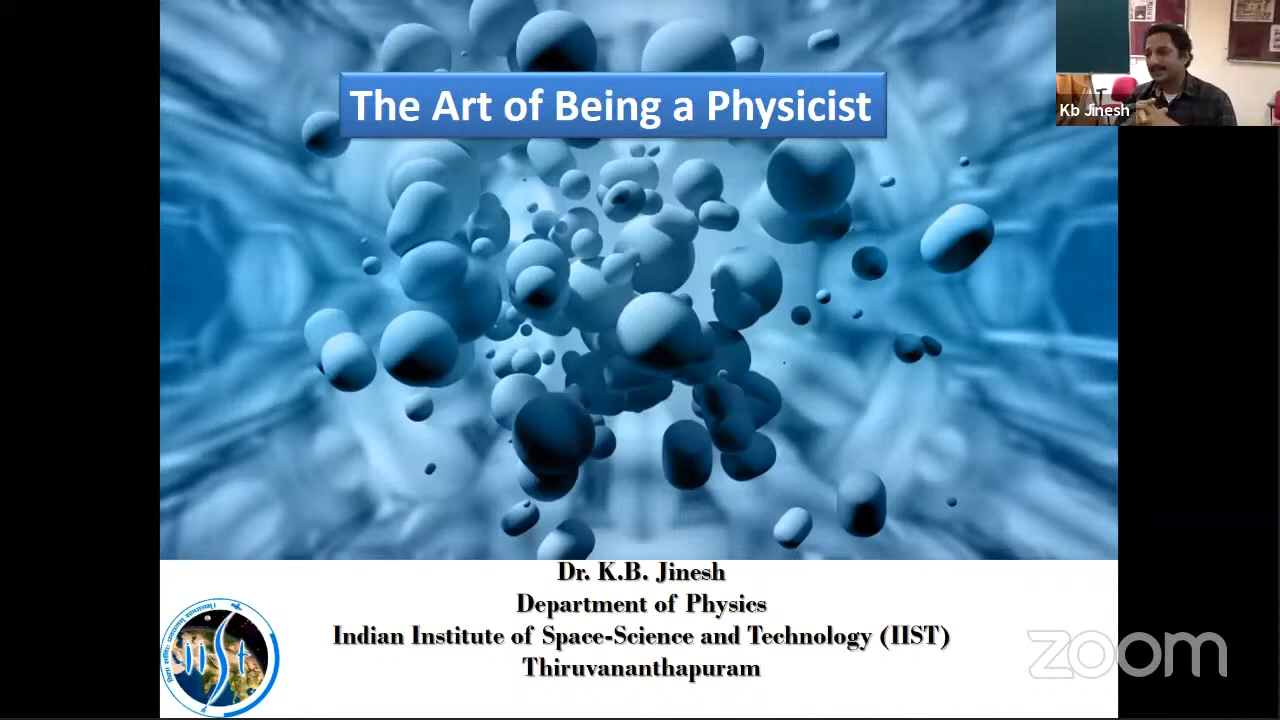 The Art of Being a Physicist
Kb Jinesh
Dr. K.B. Jinesh
Department of Physics
Indian Institute of Space-Science and Technology (IIST)
Thiruvananthapuram
iist
zoom